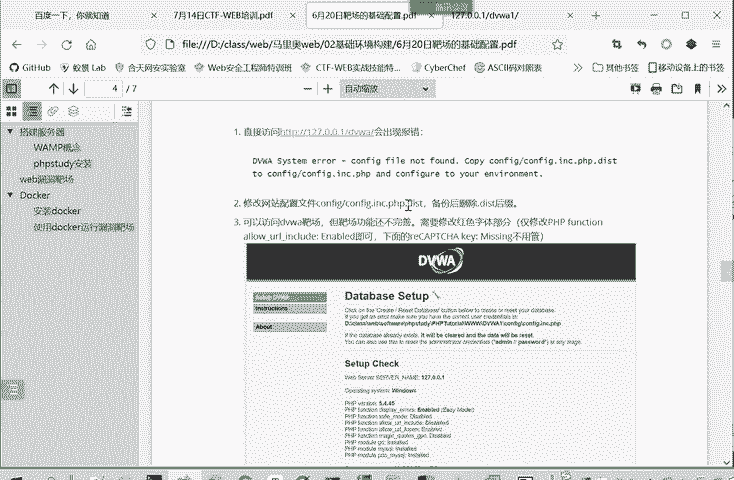 腾讯会议
百度一下，你就知道
7月14日CTF-WEB培训.pdf
6月20日靶场的基础配置.pdf
127.0.0.1/dvwa1/
file:///D:/class/web/马里奥web/02基础环境构建/6月20日靶场的基础配置.pdf
GitHub
蚁景 Lab
合天网安实验室
Web安全工程师特训班
CTF-WEB实战技能特...
CyberChef
ASCII码对照表
其他书签
移动设备上的书签
4 / 7
自动缩放
搭建服务器
WAMP概念
phpstudy安装
web漏洞靶场
Docker
安装docker
使用docker运行漏洞靶场
1. 直接访问http://127.0.0.1/dvwa/会出现报错：
DVWA System error - config file not found. Copy config/config.inc.php.dist
to config/config.inc.php and configure to your environment.
2. 修改网站配置文件config/config.inc.php.dist，备份后删除.dist后缀。
3. 可以访问dvwa靶场，但靶场功能还不完善。需要修改红色字体部分（仅修改PHP function
allow_url_include: Enabled即可，下面的reCAPTCHA key: Missing不用管）
DVWA
Setup DVWA
Instructions
About
Database Setup
Click on the 'Create / Reset Database' button below to create or reset your database.
If you get an error make sure you have the correct user credentials in:
If the database already exists, it will be cleared and the data will be reset.
You can also use this to reset the administrator credentials ("admin // password") at any stage.
Setup Check
Web Server SERVER_NAME: 127.0.0.1
Operating system: Windows
PHP version: 5.4.45
PHP function display_errors: Enabled (Easy Mode!)
PHP function safe_mode: Disabled
PHP function allow_url_include: Disabled
PHP function allow_url_fopen: Enabled
PHP function magic_quotes_gpc: Disabled
PHP module gd: Installed
PHP module mysql: Installed
PHP module pdo_mysql: Installed